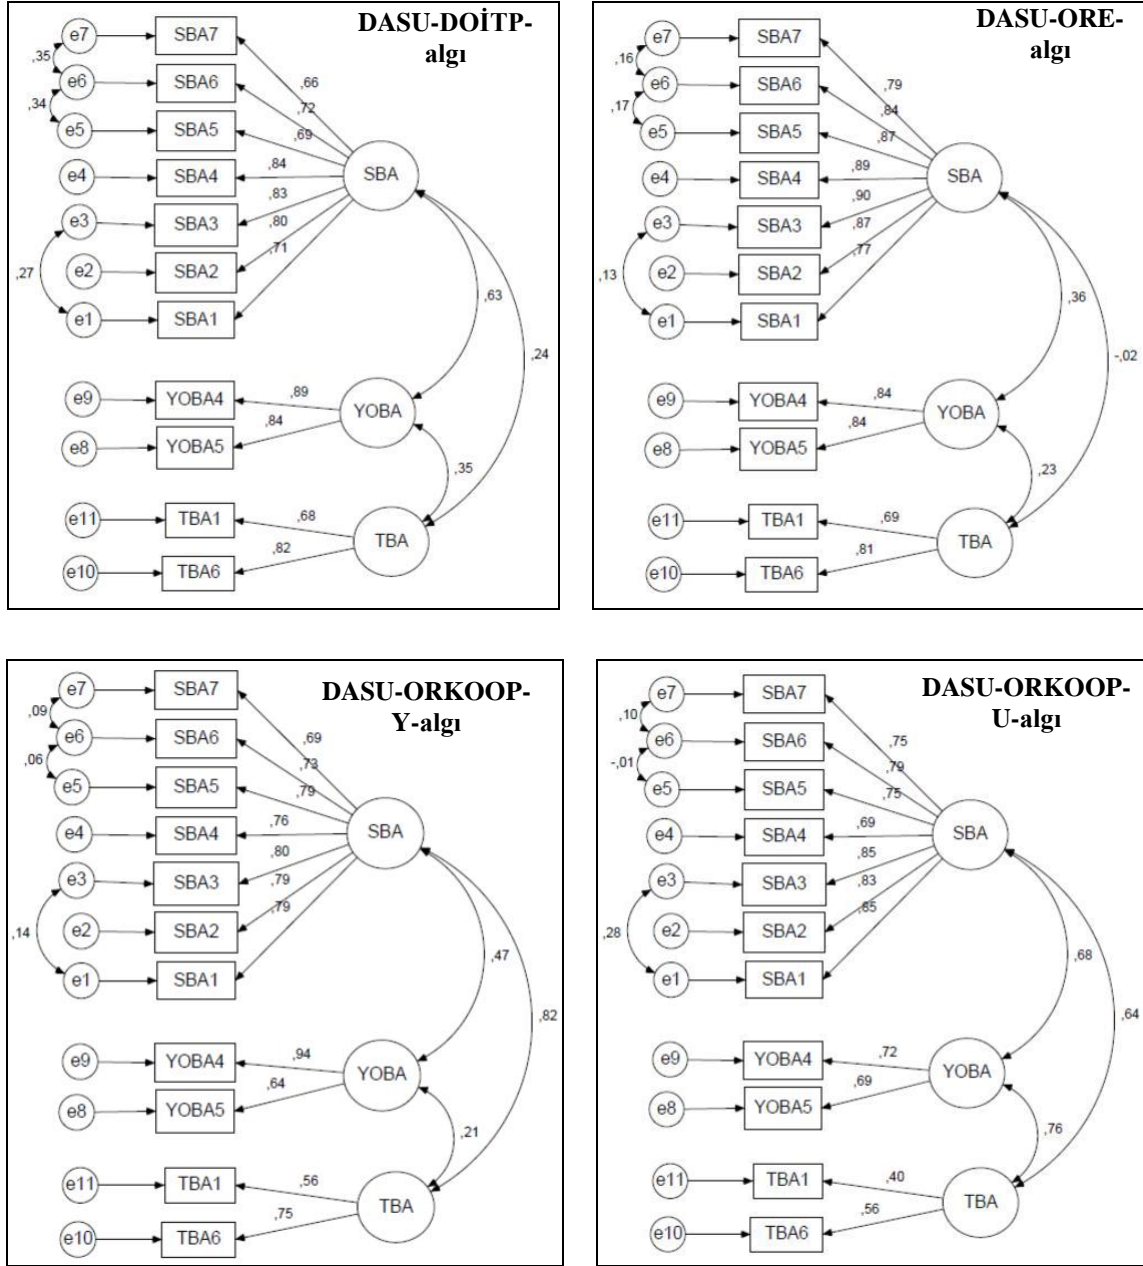 DASU-DOİTP-
algı
e7
SBA7
,35
,66
e6
SBA6
,34
,72
e5
SBA5
,69
e4
SBA4
,84
SBA
,83
e3
SBA3
,80
e2
SBA2
,71
,27
e1
SBA1
,63
,24
e9
YOBA4
,89
YOBA
e8
YOBA5
,84
,35
e11
TBA1
,68
TBA
e10
TBA6
,82
DASU-ORE-
algı
e7
SBA7
,16
,79
e6
SBA6
,17
,84
e5
SBA5
,87
e4
SBA4
,89
SBA
,90
e3
SBA3
,87
e2
SBA2
,77
,13
e1
SBA1
,36
-,02
e9
YOBA4
,84
YOBA
e8
YOBA5
,84
,23
e11
TBA1
,69
TBA
e10
TBA6
,81
DASU-ORKOOP-
Y-algı
e7
SBA7
,09
,69
e6
SBA6
,06
,73
e5
SBA5
,79
e4
SBA4
,76
SBA
,80
e3
SBA3
,79
e2
SBA2
,79
,14
e1
SBA1
,47
,82
e9
YOBA4
,94
YOBA
e8
YOBA5
,64
,21
e11
TBA1
,56
TBA
e10
TBA6
,75
DASU-ORKOOP-
U-algı
e7
SBA7
,10
,75
e6
SBA6
-,01
,79
e5
SBA5
,75
e4
SBA4
,69
SBA
,85
e3
SBA3
,83
e2
SBA2
,85
,28
e1
SBA1
,68
,64
e9
YOBA4
,72
YOBA
e8
YOBA5
,69
,76
e11
TBA1
,40
TBA
e10
TBA6
,56